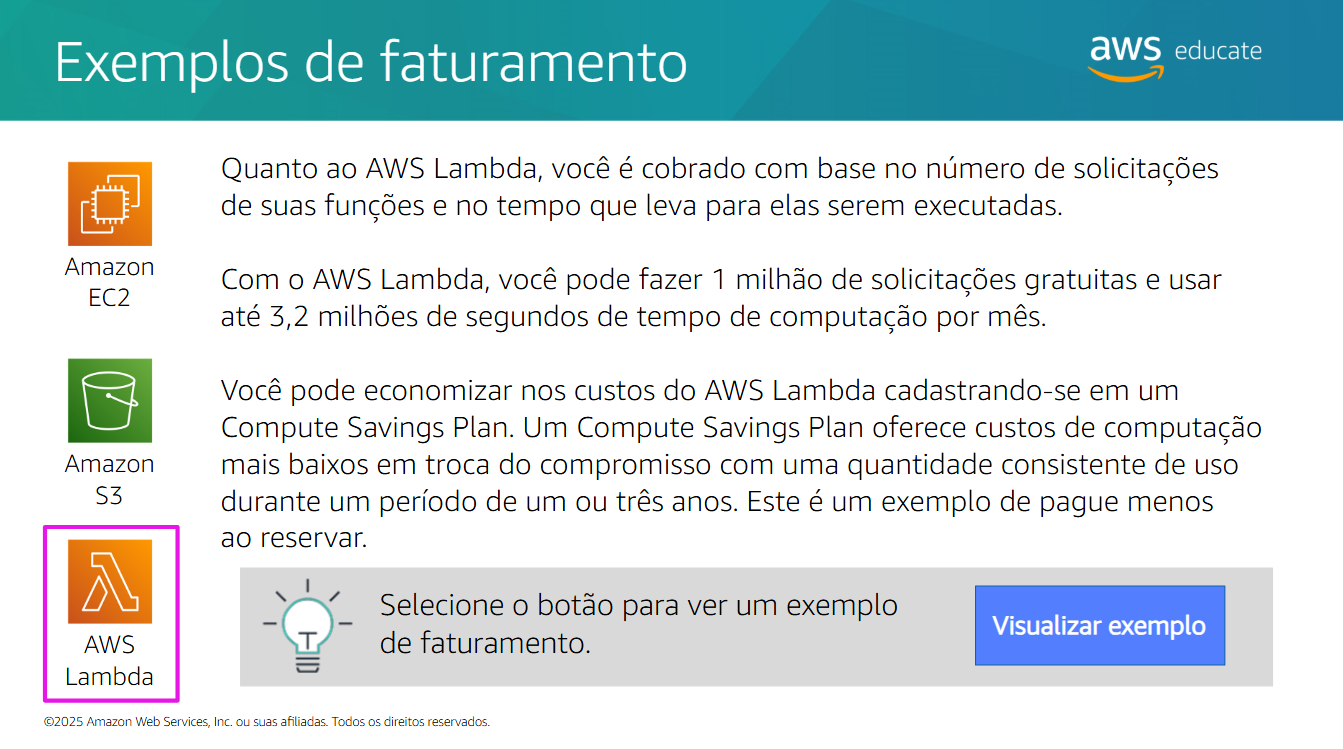 Exemplos de faturamento
aws educate
Amazon
EC2
Amazon
S3
AWS
Lambda
Quanto ao AWS Lambda, você é cobrado com base no número de solicitações
de suas funções e no tempo que leva para elas serem executadas.
Com o AWS Lambda, você pode fazer 1 milhão de solicitações gratuitas e usar
até 3,2 milhões de segundos de tempo de computação por mês.
Você pode economizar nos custos do AWS Lambda cadastrando-se em um
Compute Savings Plan. Um Compute Savings Plan oferece custos de computação
mais baixos em troca do compromisso com uma quantidade consistente de uso
durante um período de um ou três anos. Este é um exemplo de pague menos
ao reservar.
Selecione o botão para ver um exemplo
de faturamento.
Visualizar exemplo
©2025 Amazon Web Services, Inc. ou suas afiliadas. Todos os direitos reservados.